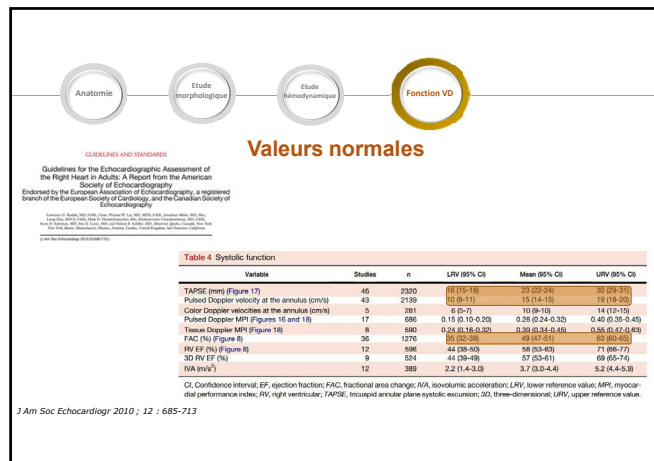 Anatomie
Etude
morphologique
Etude
hémodynamique
Fonction VD
Valeurs normales
GUIDELINES AND STANDARDS
Guidelines for the Echocardiographic Assessment of
the Right Heart in Adults: A Report from the American
Society of Echocardiography
Endorsed by the European Association of Echocardiography, a registered
branch of the European Society of Cardiology, and the Canadian Society of
Echocardiography
(J Am Soc Echocardiogr 2010;23:685-713.)
Table 4 Systolic function
Variable Studies n LRV (95% CI) Mean (95% CI) URV (95% CI)
TAPSE (mm) (Figure 17) 46 2320 16 (15-18) 23 (22-24) 30 (29-31)
Pulsed Doppler velocity at the annulus (cm/s) 43 2139 10 (9-11) 15 (14-15) 19 (18-20)
Color Doppler velocities at the annulus (cm/s) 5 281 6 (5-7) 10 (9-10) 14 (12-15)
Pulsed Doppler MPI (Figures 16 and 18) 17 686 0.15 (0.10-0.20) 0.28 (0.24-0.32) 0.40 (0.35-0.45)
Tissue Doppler MPI (Figure 18) 8 590 0.24 (0.16-0.32) 0.39 (0.34-0.45) 0.55 (0.47-0.63)
FAC (%) (Figure 8) 36 1276 35 (32-38) 49 (47-51) 63 (60-65)
RV EF (%) (Figure 8) 12 596 44 (38-50) 58 (53-63) 71 (66-77)
3D RV EF (%) 9 524 44 (39-49) 57 (53-61) 69 (65-74)
IVA (m/s²) 12 389 2.2 (1.4-3.0) 3.7 (3.0-4.4) 5.2 (4.4-5.9)
CI, Confidence interval; EF, ejection fraction; FAC, fractional area change; IVA, isovolumic acceleration; LRV, lower reference value; MPI, myocar-
dial performance index; RV, right ventricular; TAPSE, tricuspid annular plane systolic excursion; 3D, three-dimensional; URV, upper reference value.
J Am Soc Echocardiogr 2010 ; 12 : 685-713